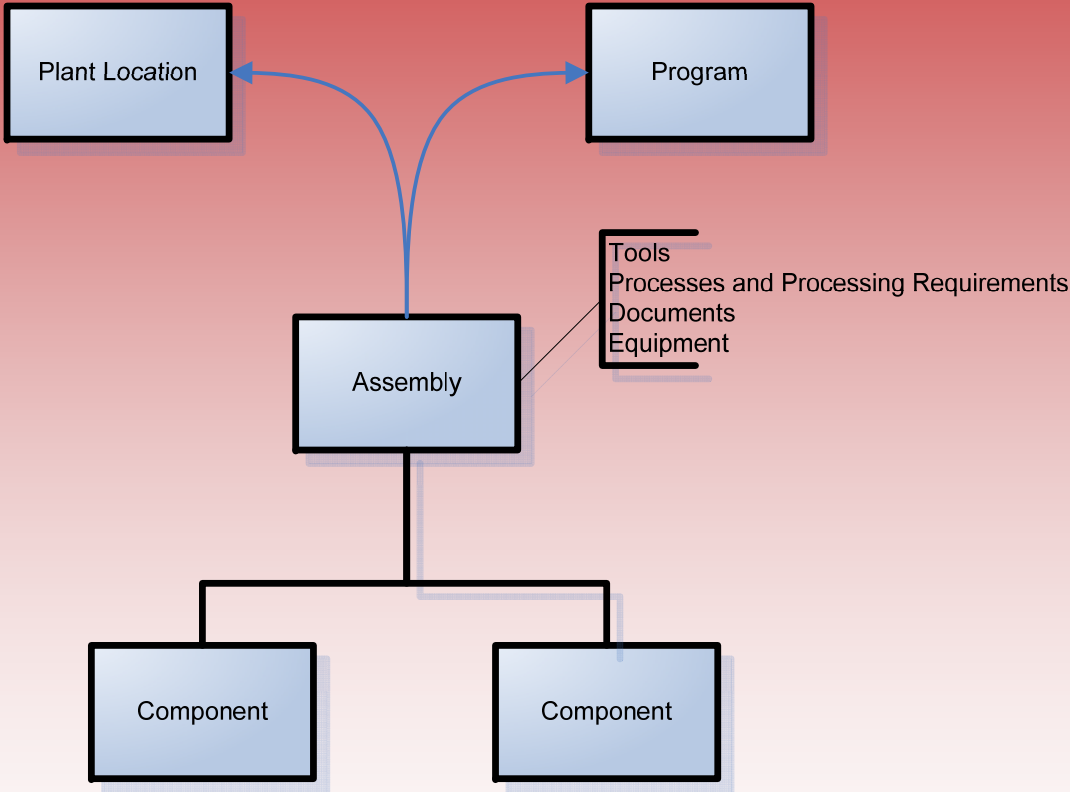 Plant Location
Program
Tools
Processes and Processing Requirements
Documents
Equipment
Assembly
Component
Component